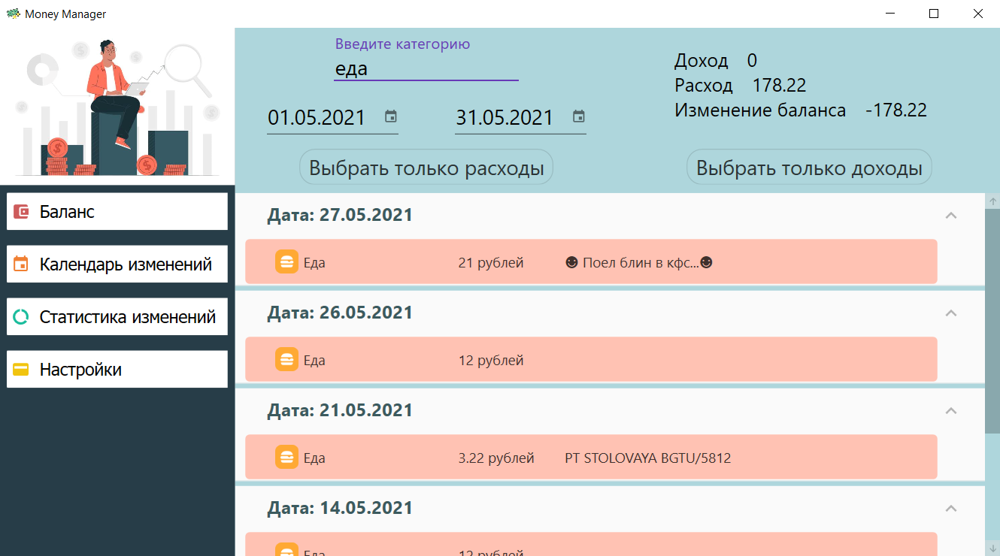 Money Manager
Введите категорию
еда
01.05.2021
31.05.2021
Доход 0
Расход 178.22
Изменение баланса -178.22
Выбрать только расходы
Выбрать только доходы
Баланс
Календарь изменений
Статистика изменений
Настройки
Дата: 27.05.2021
Еда 21 рублей ☻ Поел блин в кфс...☻
Дата: 26.05.2021
Еда 12 рублей
Дата: 21.05.2021
Еда 3.22 рублей PT STOLOVAYA BGTU/5812
Дата: 14.05.2021
Еда 12 рублей